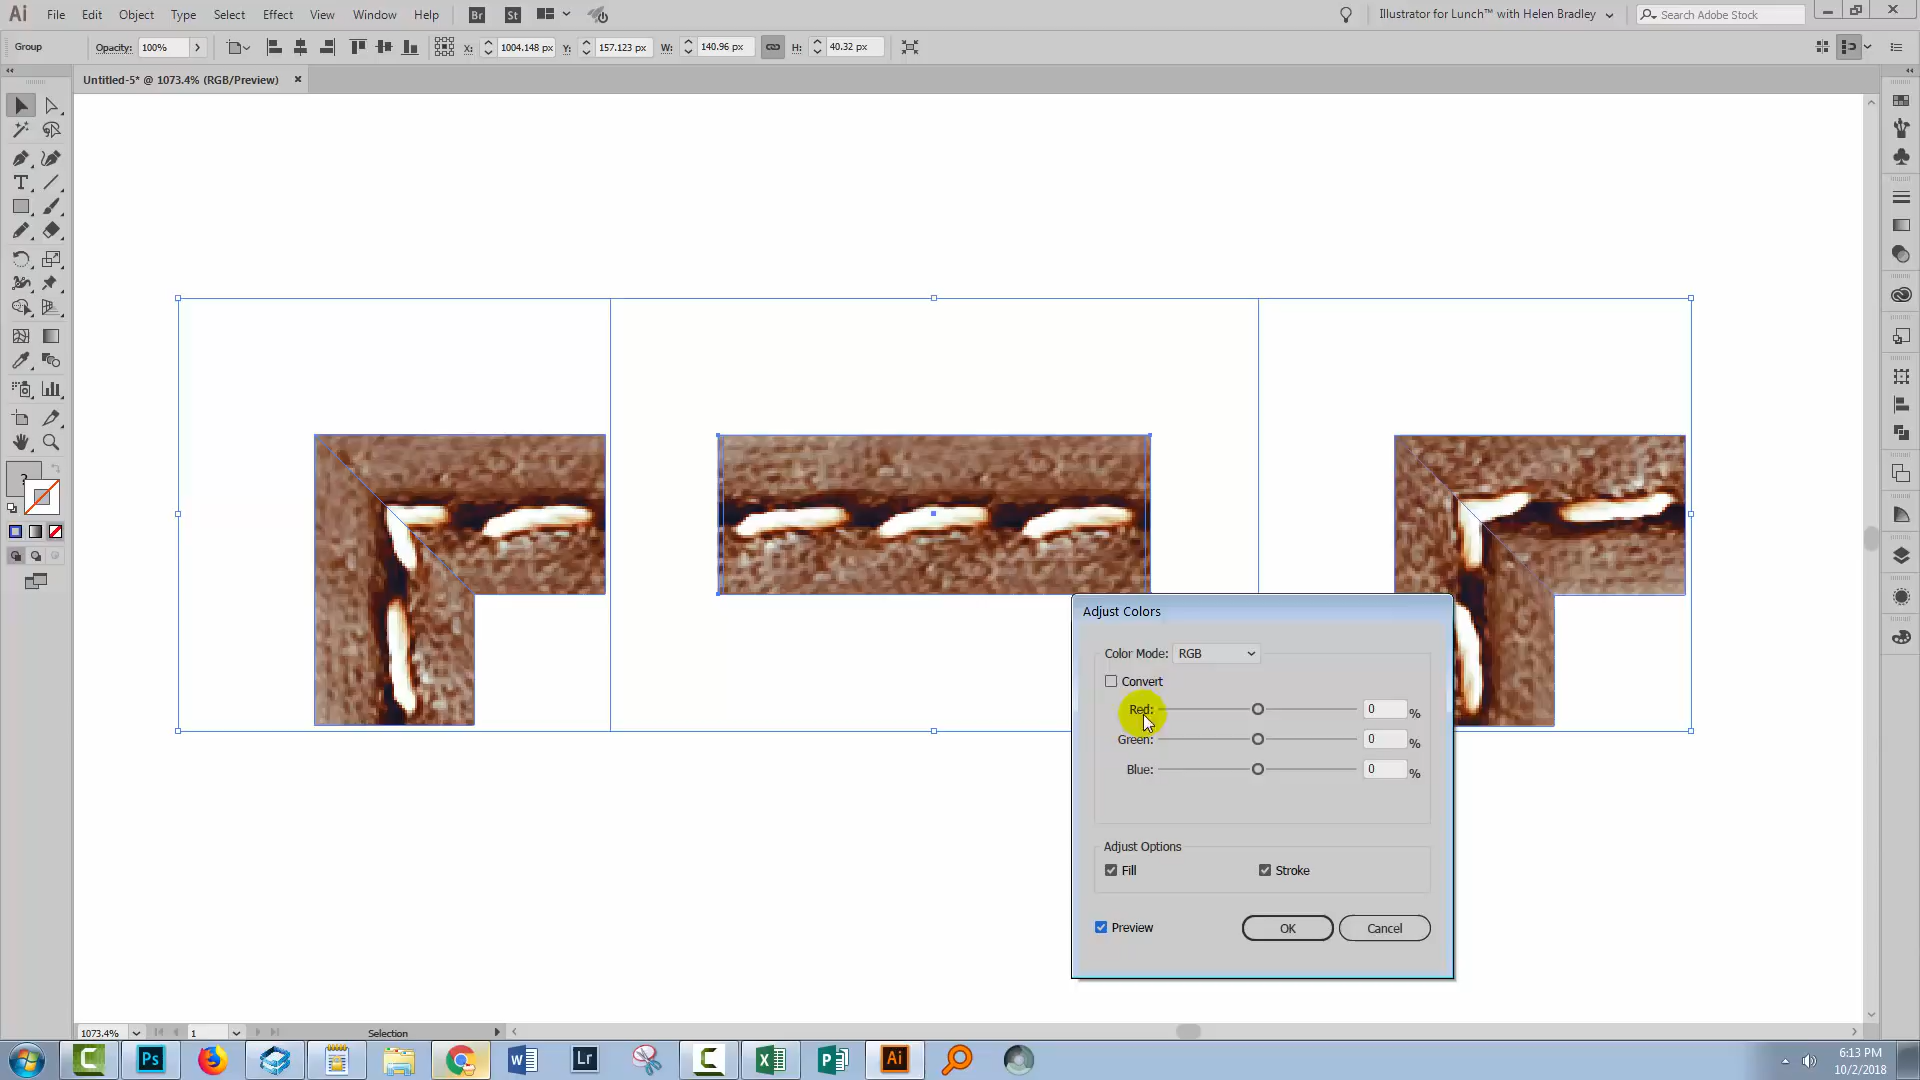 Ai File Edit Object Type Select Effect View Window Help Br St Illustrator for Lunch™ with Helen Bradley Search Adobe Stock
Group Opacity: 100% X: 1004.148 px Y: 157.123 px W: 140.96 px H: 40.32 px
Untitled-5* @ 1073.4% (RGB/Preview)
T
?
Adjust Colors
Color Mode: RGB
Convert
Red: 0 %
Green: 0 %
Blue: 0 %
Adjust Options
Fill Stroke
Preview OK Cancel
1073.4% 1 Selection
C Ps W Lr C X P Ai
6:13 PM
10/2/2018